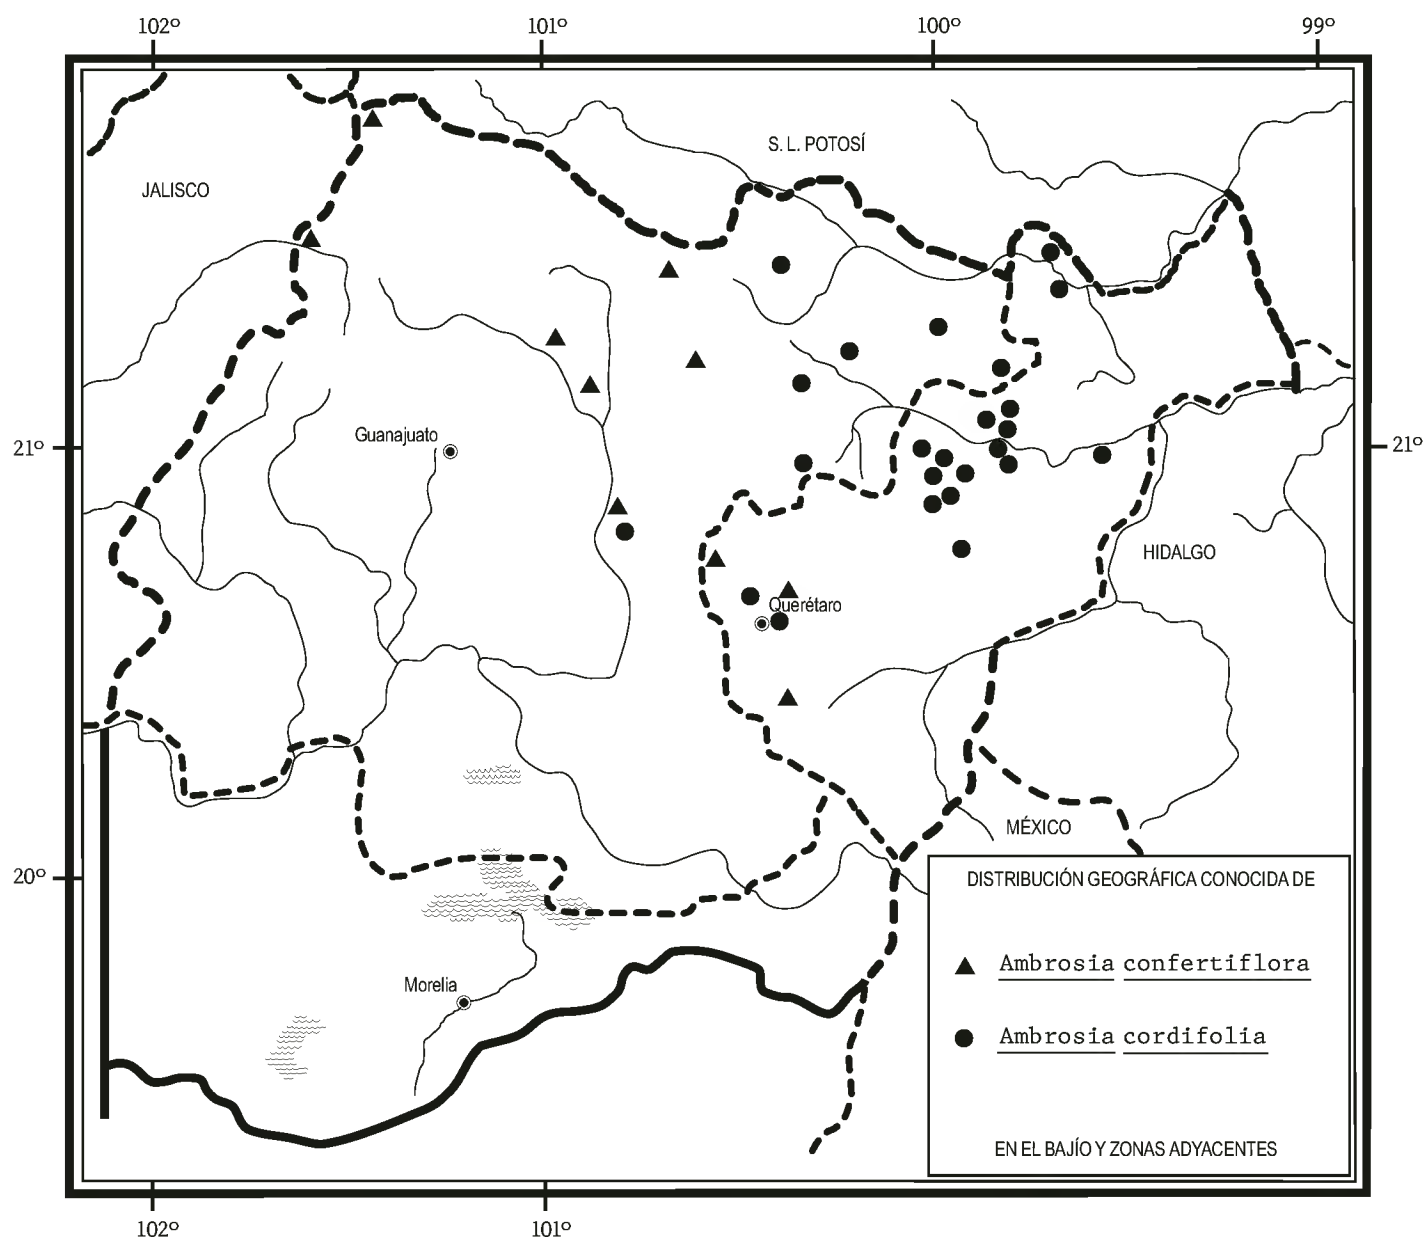 102º 101º 100º 99º
S. L. POTOSÍ
JALISCO
Guanajuato
21º 21º
HIDALGO
Querétaro
MÉXICO
20º
DISTRIBUCIÓN GEOGRÁFICA CONOCIDA DE
Ambrosia confertiflora
Morelia
Ambrosia cordifolia
EN EL BAJÍO Y ZONAS ADYACENTES
102º 101º